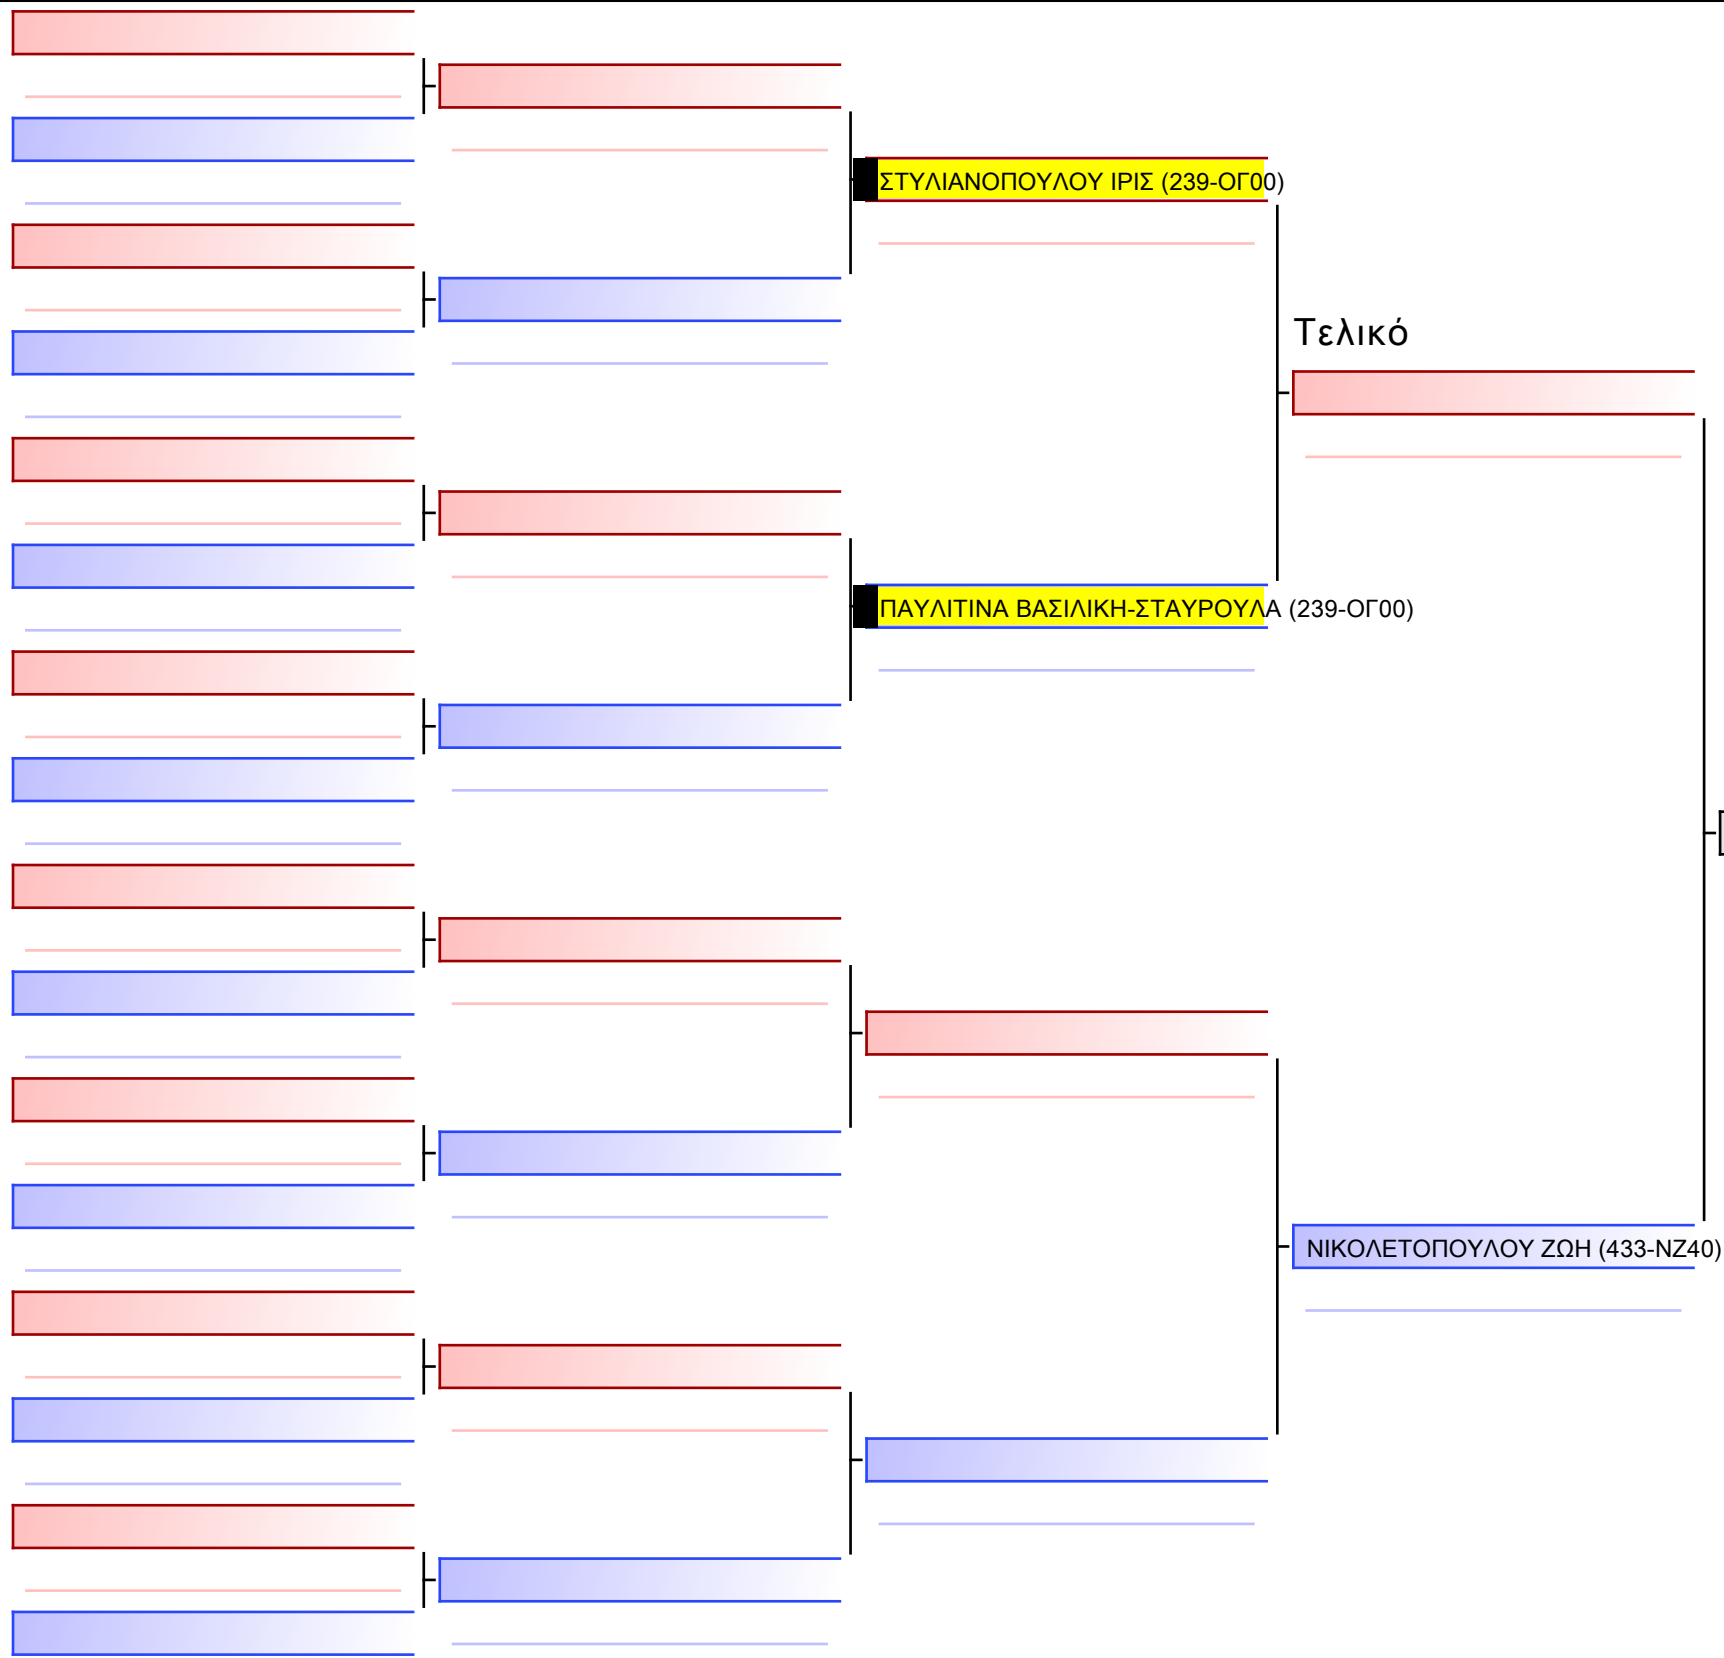 ΣΤΥΛΙΑΝΟΠΟΥΛΟΥ ΙΡΙΣ (239-ΟΓ00)
Τελικό
ΠΑΥΛΙΤΙΝΑ ΒΑΣΙΛΙΚΗ-ΣΤΑΥΡΟΥΛΑ (239-ΟΓ00)
ΝΙΚΟΛΕΤΟΠΟΥΛΟΥ ΖΩΗ (433-ΝΖ40)